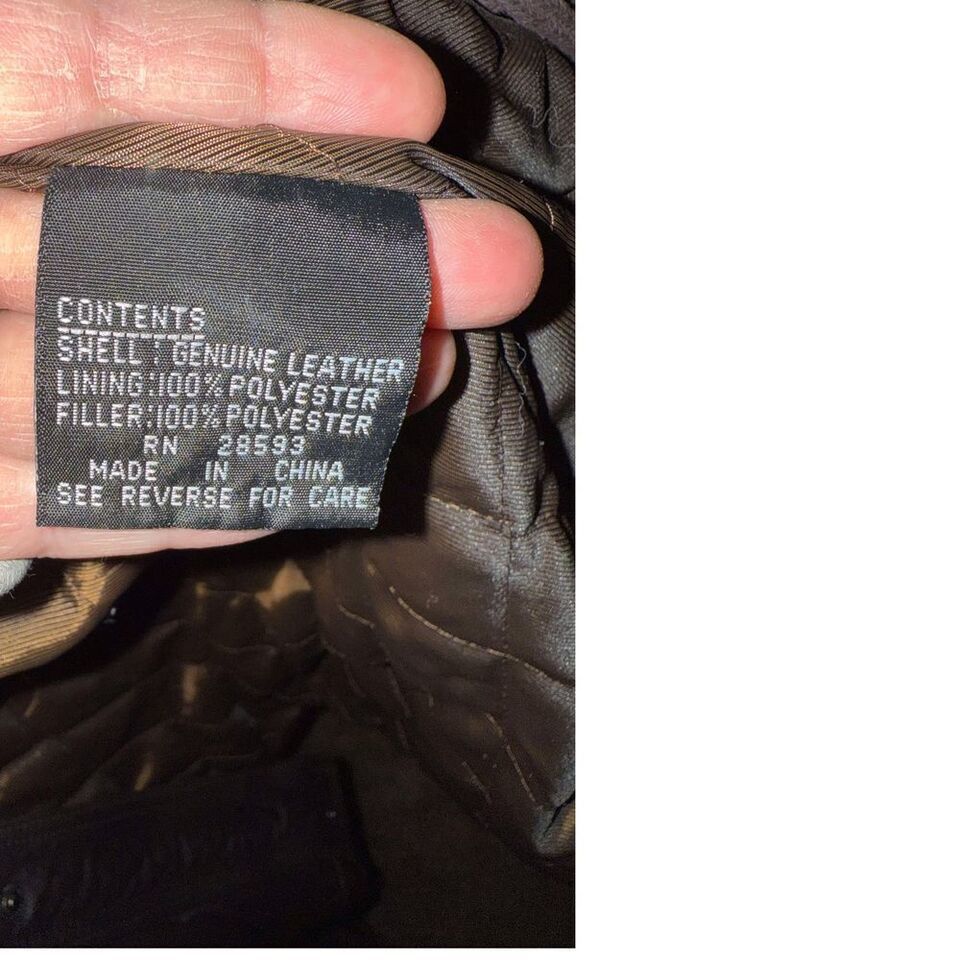 CONTENTS
SHELL : GENUINE LEATHER
LINING:100% POLYESTER
FILLER:100% POLYESTER
RN 28593
MADE IN CHINA
SEE REVERSE FOR CARE